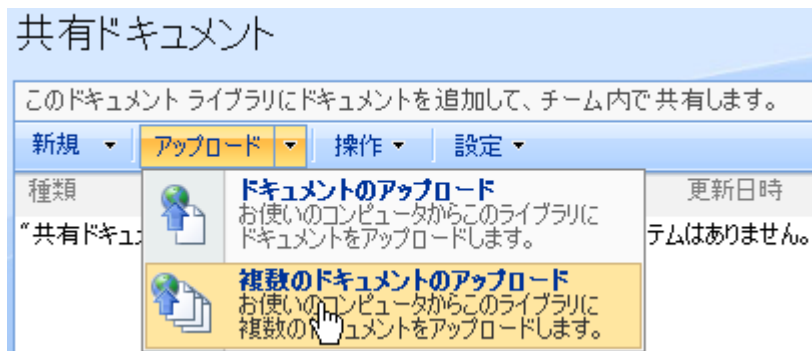 共有ドキュメント
このドキュメント ライブラリにドキュメントを追加して、チーム内で共有します。
新規 アップロード 操作 設定
種類 更新日時
"共有ドキュ テムはありません。
ドキュメントのアップロード
お使いのコンピュータからこのライブラリに
ドキュメントをアップロードします。
複数のドキュメントのアップロード
お使いのコンピュータからこのライブラリに
複数の ュメントをアップロードします。